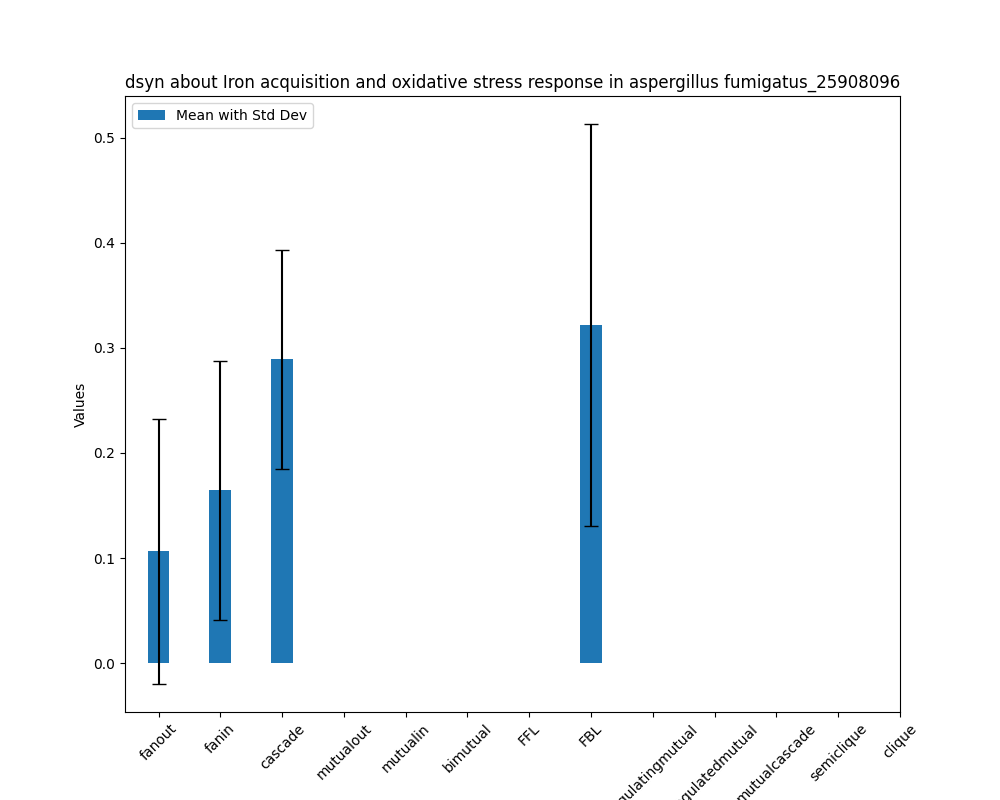 dsyn about Iron acquisition and oxidative stress response in aspergillus fumigatus_25908096
Mean with Std Dev
0.5
0.4
0.3
0.2
0.1
0.0
Values
fanout
fanin
cascade
mutualout
mutualin
bimutual
FFL
FBL
gulatingmutual
gulatedmutual
mutualcascade
semiclique
clique